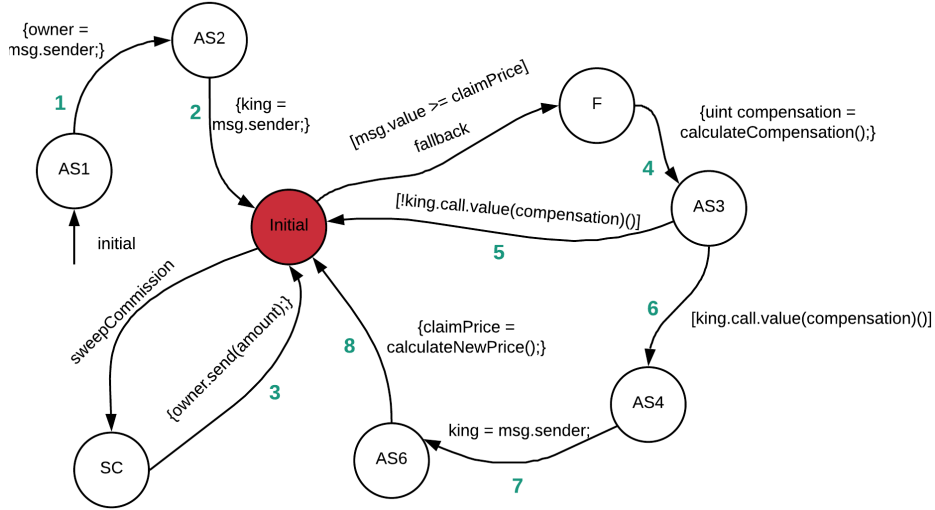 {owner =
msg.sender;}
AS2
1
2
{king =
msg.sender;}
AS1
initial
[msg.value >= claimPrice]
fallback
F
{uint compensation =
calculateCompensation();}
4
AS3
[!king.call.value(compensation)()]
5
Initial
sweepCommission
{owner.send(amount);}
3
SC
8
{claimPrice =
calculateNewPrice();}
6
[king.call.value(compensation)()]
AS4
king = msg.sender;
7
AS6